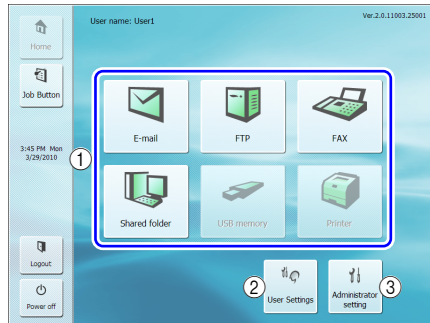 User name: User1
Ver.2.0.11003.25001
Home
Job Button
3:45 PM Mon
3/29/2010
Logout
Power off
1
E-mail
FTP
FAX
Shared folder
USB memory
Printer
2
User Settings
Administrator
setting
3